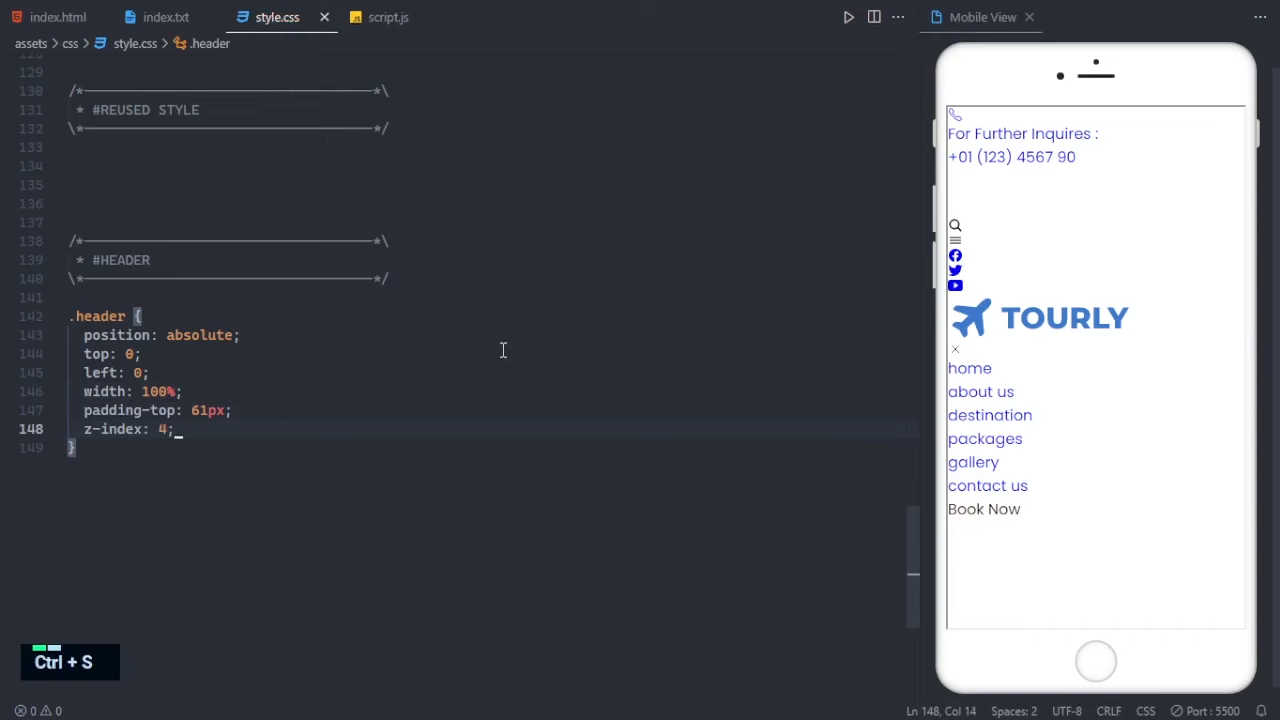 index.html
index.txt
style.css
script.js
Mobile View
assets > css > style.css > .header
129
130 /*
*\
131 * #REUSED STYLE
132 \*
*/
133
134
135
136
137
138 /*
*\
139 * #HEADER
140 \*
*/
141
142 .header {
143 position: absolute;
144 top: 0;
145 left: 0;
146 width: 100%;
147 padding-top: 61px;
148 z-index: 4;
149 }
For Further Inquires :
+01 (123) 4567 90
TOURLY
home
about us
destination
packages
gallery
contact us
Book Now
Ctrl + S
0 0
Ln 148, Col 14 Spaces: 2 UTF-8 CRLF CSS Port : 5500